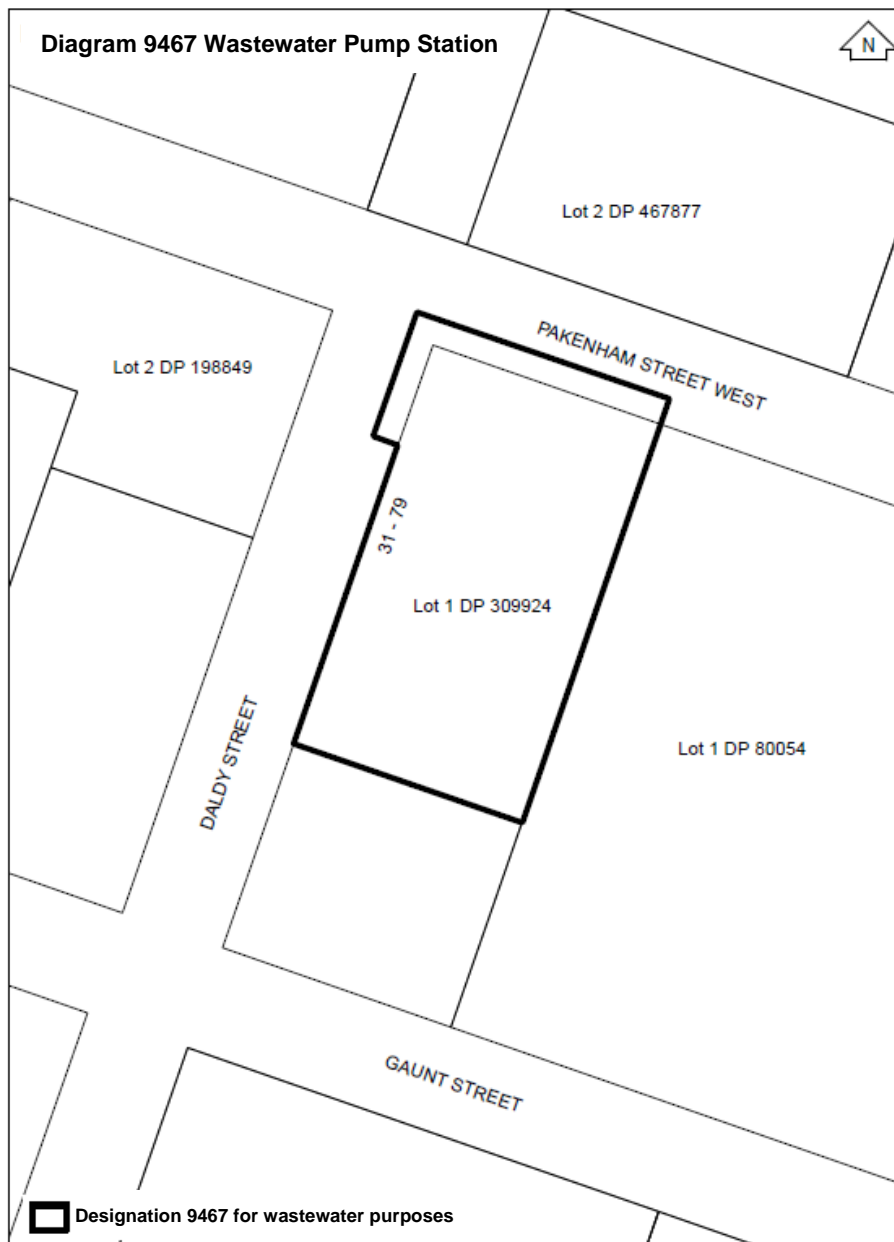 Diagram 9467 Wastewater Pump Station
N
Lot 2 DP 467877
PAKENHAM STREET WEST
Lot 2 DP 198849
31 - 79
Lot 1 DP 309924
DALDY STREET
Lot 1 DP 80054
GAUNT STREET
Designation 9467 for wastewater purposes